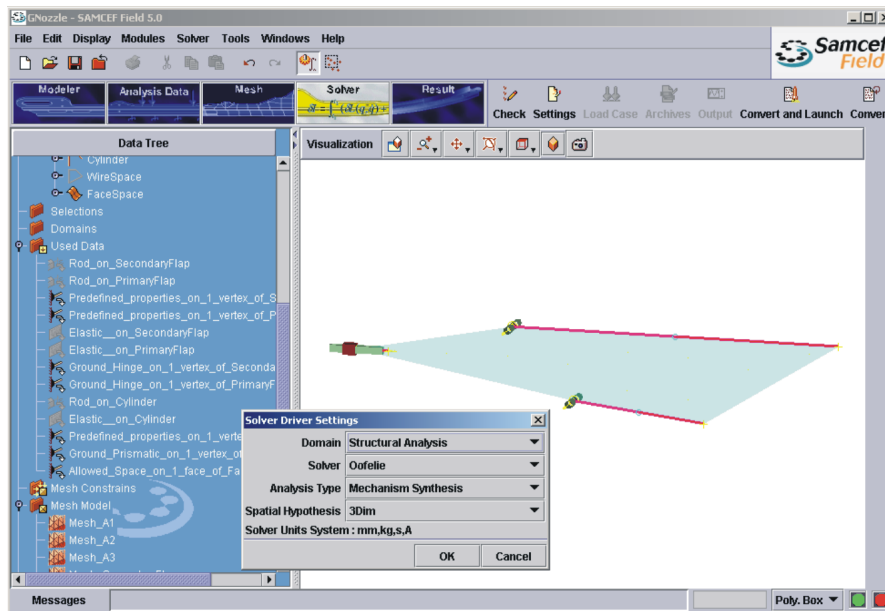 GNozzle - SAMCEF Field 5.0
File Edit Display Modules Solver Tools Windows Help
Samcef
Field
Modeler
Analysis Data
Mesh
Solver
Result
Check
Settings
Load Case
Archives
Output
Convert and Launch
Conver
Data Tree
Visualization
Cylinder
WireSpace
FaceSpace
Selections
Domains
Used Data
Rod_on_SecondaryFlap
Rod_on_PrimaryFlap
Predefined_properties_on_1_vertex_of_S
Predefined_properties_on_1_vertex_of_P
Elastic__on_SecondaryFlap
Elastic__on_PrimaryFlap
Ground_Hinge_on_1_vertex_of_Seconda
Ground_Hinge_on_1_vertex_of_PrimaryF
Rod_on_Cylinder
Elastic_on_Cylinder
Predefined_properties_on_1_verte
Ground_Prismatic_on_1_vertex_of
Allowed_Space_on_1_face_of_Fa
Mesh Constrains
Mesh Model
Mesh_A1
Mesh_A2
Mesh_A3
Solver Driver Settings
Domain Structural Analysis
Solver Oofelie
Analysis Type Mechanism Synthesis
Spatial Hypothesis 3Dim
Solver Units System : mm,kg,s,A
OK Cancel
Messages
Poly. Box